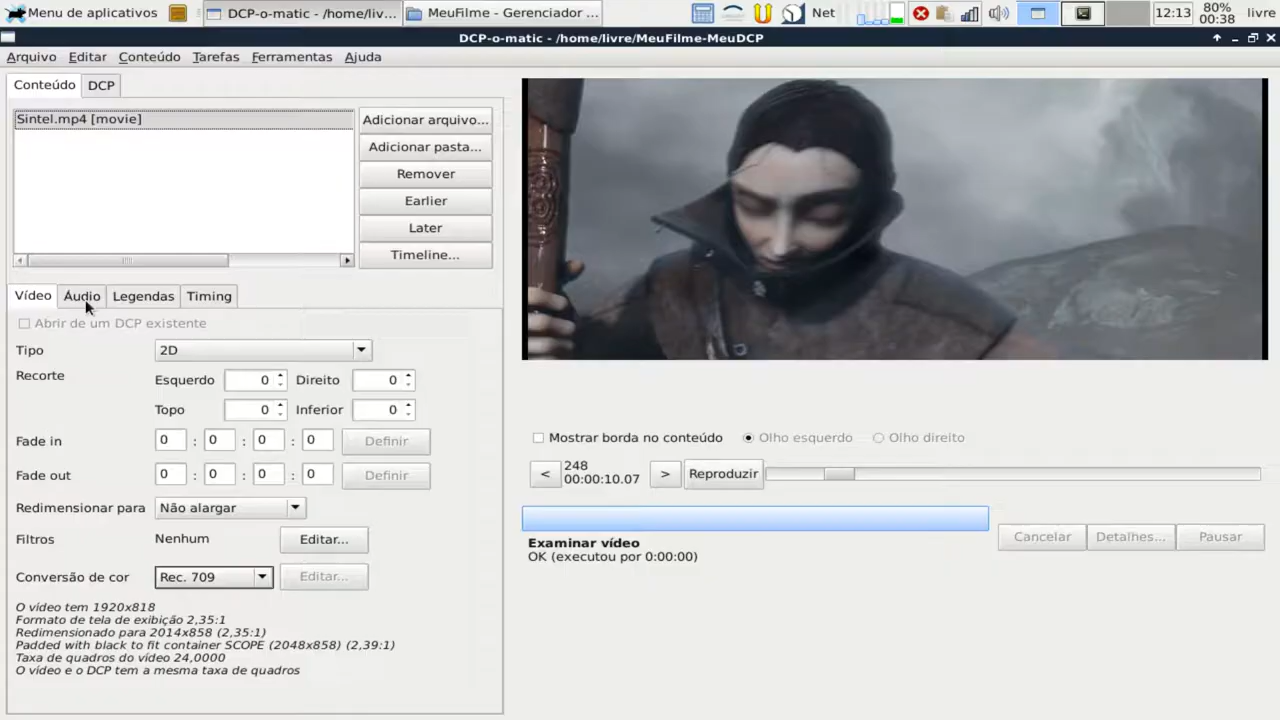 Menu de aplicativos DCP-o-matic - /home/liv... MeuFilme - Gerenciador ... Net 12:13 80% 00:38 livre
DCP-o-matic - /home/livre/MeuFilme-MeuDCP
Arquivo Editar Conteúdo Tarefas Ferramentas Ajuda
Conteúdo DCP
Sintel.mp4 [movie]
Adicionar arquivo...
Adicionar pasta...
Remover
Earlier
Later
Timeline...
Vídeo Áudio Legendas Timing
Abrir de um DCP existente
Tipo 2D
Recorte Esquerdo 0 Direito 0
Topo 0 Inferior 0
Fade in 0 : 0 : 0 : 0 Definir
Fade out 0 : 0 : 0 : 0 Definir
Redimensionar para Não alargar
Filtros Nenhum Editar...
Conversão de cor Rec. 709 Editar...
O vídeo tem 1920x818
Formato de tela de exibição 2,35:1
Redimensionado para 2014x858 (2,35:1)
Padded with black to fit container SCOPE (2048x858) (2,39:1)
Taxa de quadros do vídeo 24,0000
O vídeo e o DCP tem a mesma taxa de quadros
Mostrar borda no conteúdo Olho esquerdo Olho direito
< 248 00:00:10.07 > Reproduzir
Examinar vídeo
OK (executou por 0:00:00)
Cancelar Detalhes... Pausar